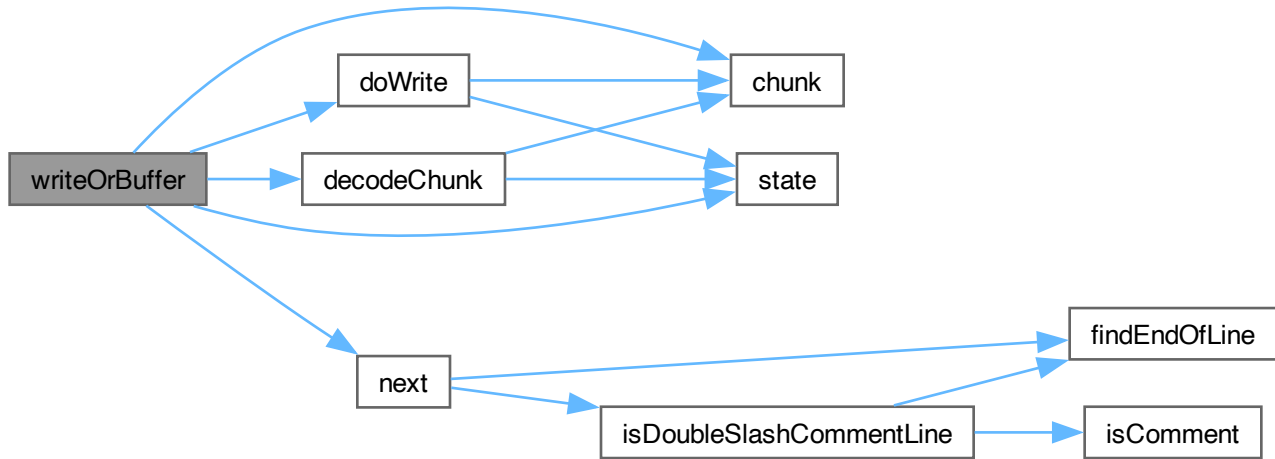 writeOrBuffer
doWrite
decodeChunk
chunk
state
next
isDoubleSlashCommentLine
findEndOfLine
isComment